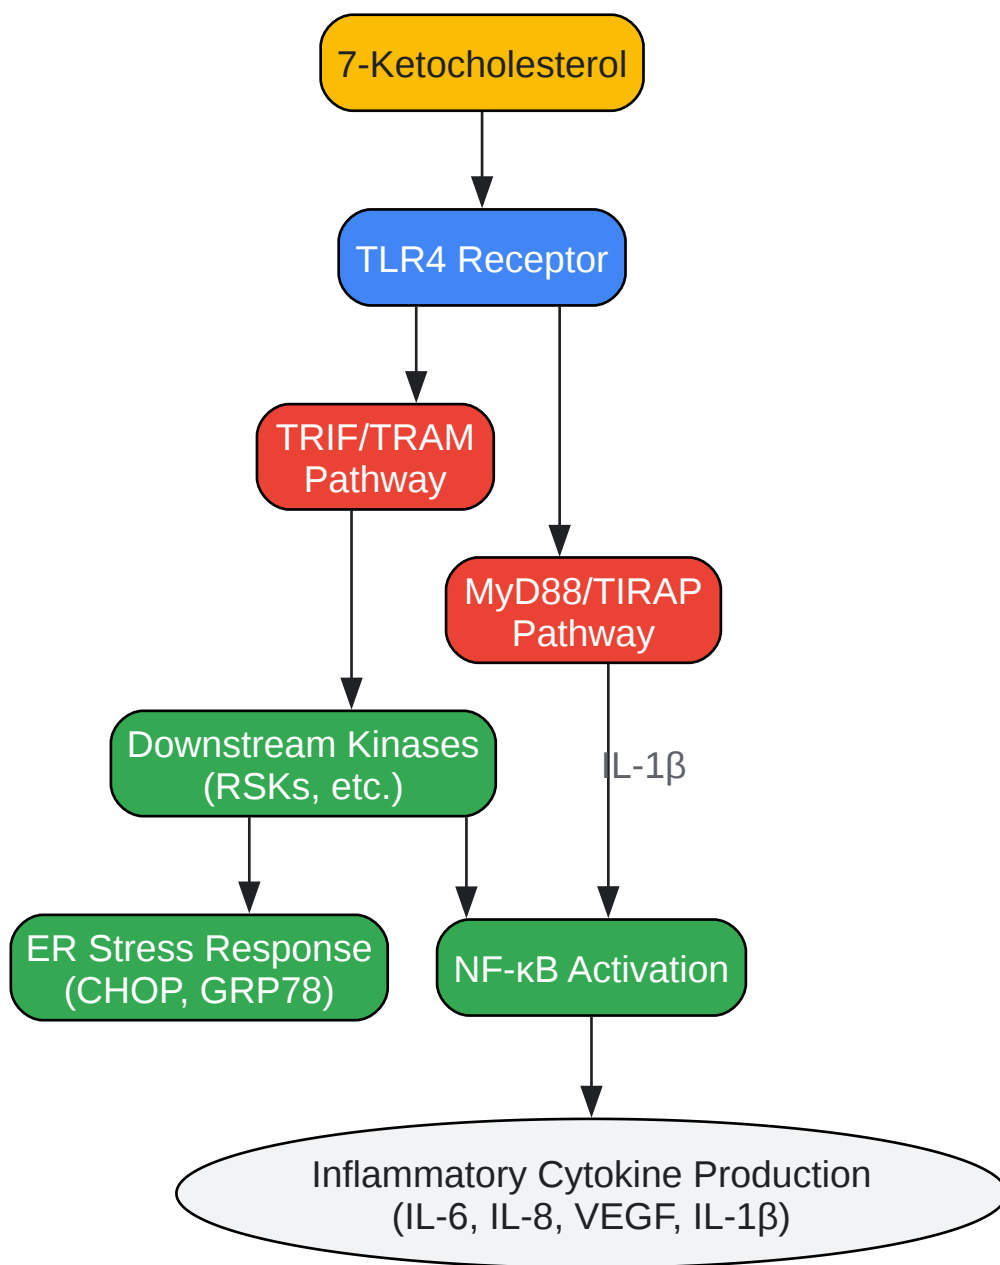 7-Ketocholesterol
TLR4 Receptor
TRIF/TRAM
Pathway
MyD88/TIRAP
Pathway
Downstream Kinases
(RSKs, etc.)
IL-1β
ER Stress Response
(CHOP, GRP78)
NF-κB Activation
Inflammatory Cytokine Production
(IL-6, IL-8, VEGF, IL-1β)